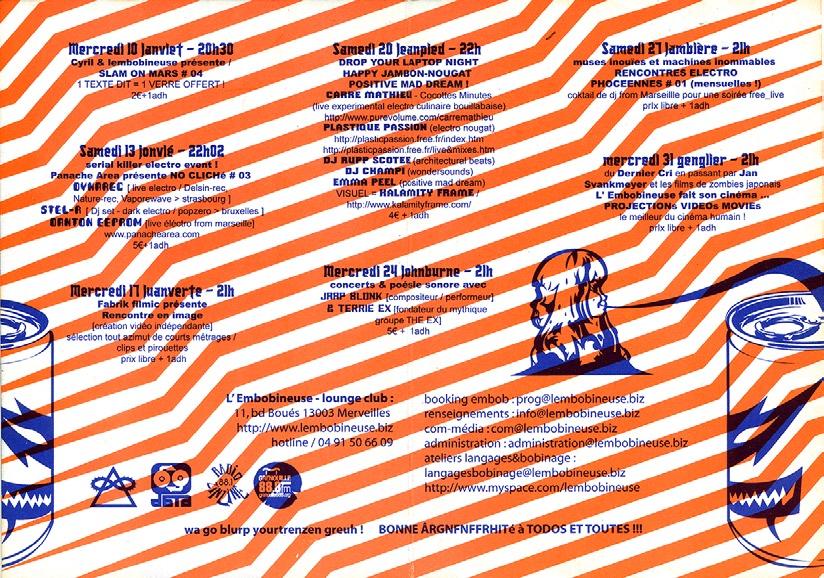 Mercredi 10 janviet – 20h30
Cyril & lembobineuse présente /
SLAM ON MARS # 04
1 TEXTE DIT = 1 VERRE OFFERT !
2€+1adh
Samedi 13 jonvié – 22h02
serial killer electro event !
Panache Area présente NO CLICHé # 03
DYNAREC [ live electro / Delsin-rec,
Nature-rec, Vaporewave > strasbourg ]
STEL-R [ Dj set - dark electro / popzero > bruxelles ]
DANTON EEPROM [live électro from marseille]
www.panachearea.com
5€+1adh
Mercredi 17 juanverte – 21h
Fabrik filmic présente
Rencontre en image
[création vidéo indépendante]
sélection tout azimut de courts métrages /
clips et pirouettes
prix libre + 1adh
Samedi 20 jeanpied – 22h
DROP YOUR LAPTOP NIGHT
HAPPY JAMBON-NOUGAT
POSITIVE MAD DREAM !
CARRE MATHIEU - Cocottes Minutes
(live experimental electro culinaire bouillabaise)
http://www.purevolume.com/carremathieu
PLASTIQUE PASSION (electro nougat)
http://plasticpassion.free.fr/index.htm
http://plasticpassion.free.fr/live&mixes.htm
DJ RUPP SCOTEE (architectural beats)
DJ CHAMPI (wondersounds)
EMMA PEEL (positive mad dream)
VISUEL = KALAMITY FRAME /
http://www.kalamityframe.com/
4€ + 1adh
Mercredi 24 johnburne – 21h
concerts & poésie sonore avec
JAAP BLONK [compositeur / performeur]
& TERRIE EX [fondateur du mythique
groupe THE EX]
5€ + 1adh
Samedi 27 jambière – 21h
muses inouies et machines inommables
RENCONTRES ELECTRO
PHOCEENNES # 01 (mensuelles !)
coktail de dj from Marseille pour une soirée free_live
prix libre + 1adh
mercredi 31 genglier – 21h
du Dernier Cri en passant par Jan
Svankmeyer et les films de zombies japonais
L' Embobineuse fait son cinéma ...
PROJECTIONs VIDEOs MOVIEs
le meilleur du cinéma humain !
prix libre + 1adh
L' Embobineuse - lounge club :
11, bd Boués 13003 Merveilles
http://www.lembobineuse.biz
hotline / 04 91 50 66 09
booking embob : prog@lembobineuse.biz
renseignements : info@lembobineuse.biz
com-média : com@lembobineuse.biz
administration : administration@lembobineuse.biz
ateliers langages&bobinage :
langagesbobinage@lembobineuse.biz
http://www.myspace.com/lembobineuse
data
RADIO
88.1
GALÈRE
GRENOUILLE
88.8fm
wa go blurp yourtrenzen greuh ! BONNE ÂRGNFNFFRHITé à TODOS ET TOUTES !!!